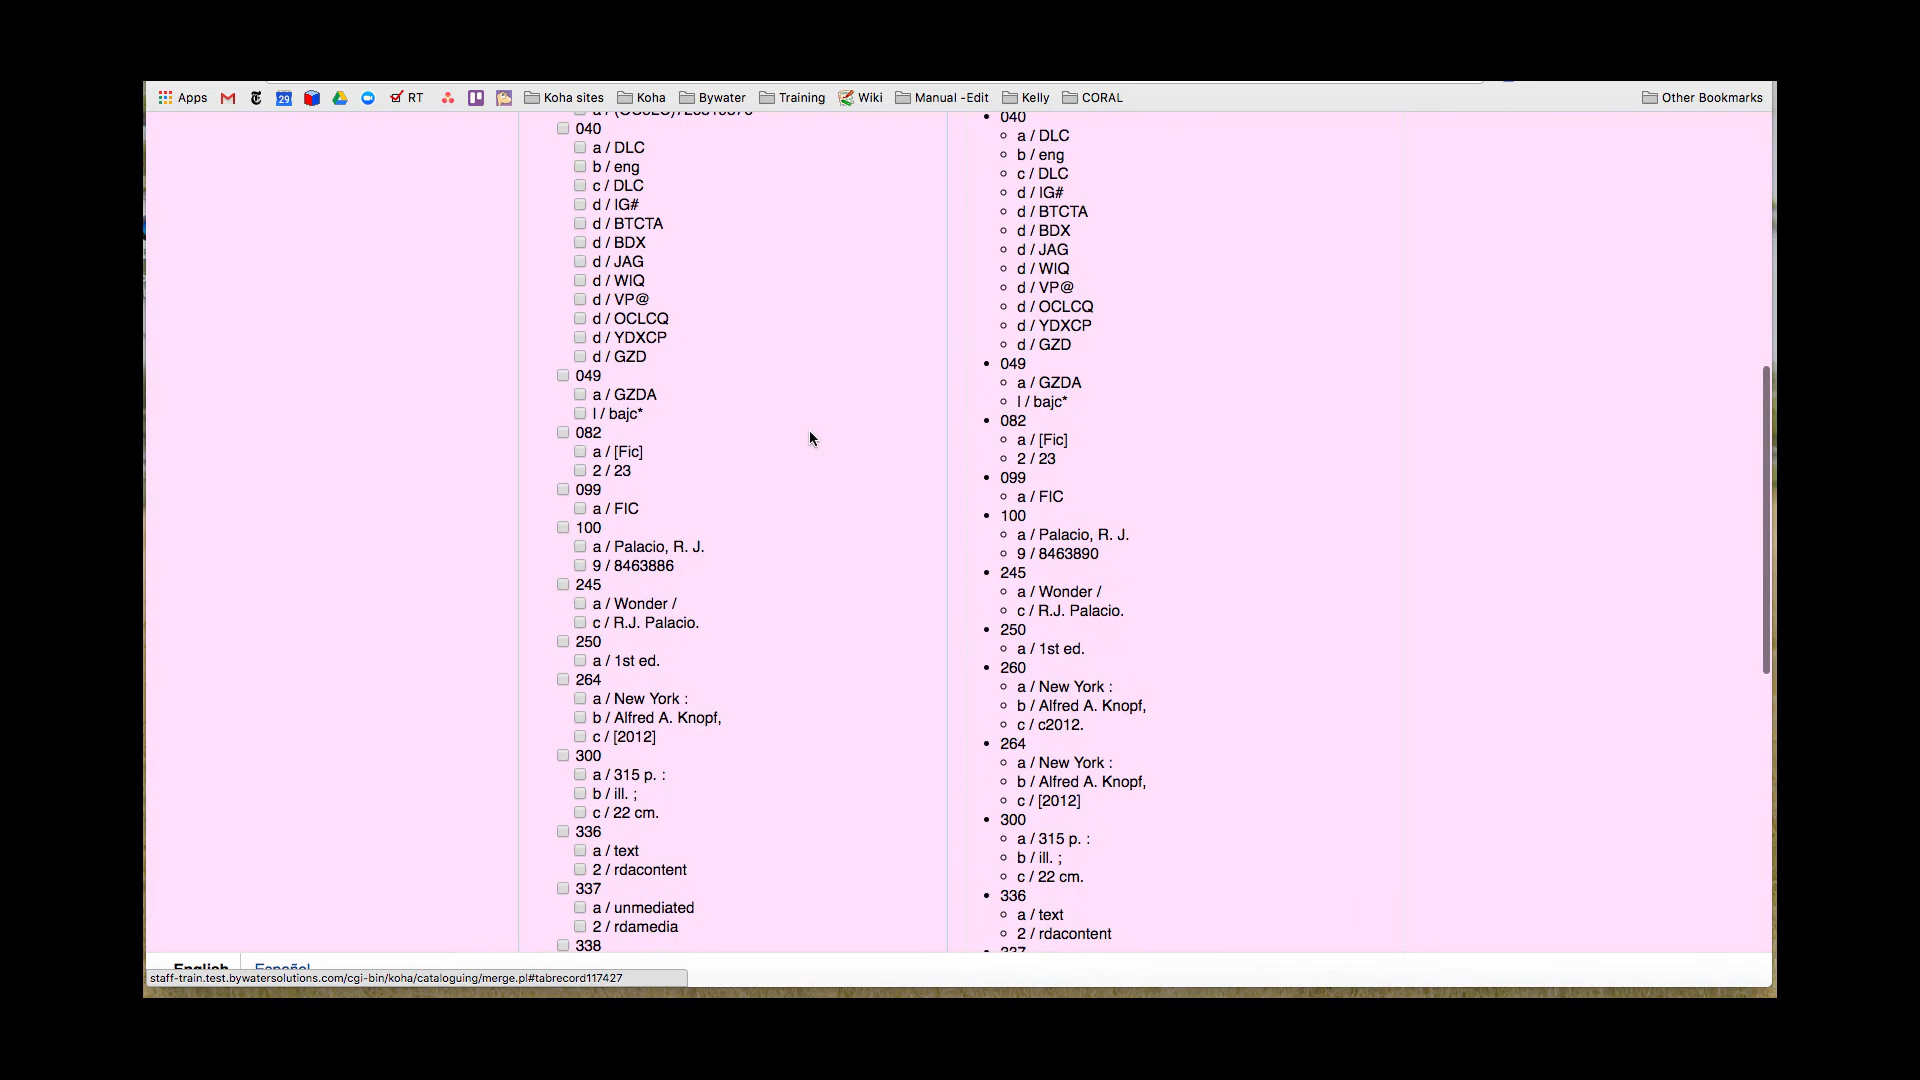 Apps RT Koha sites Koha Bywater Training Wiki Manual -Edit Kelly CORAL Other Bookmarks
040
a / DLC
b / eng
c / DLC
d / IG#
d / BTCTA
d / BDX
d / JAG
d / WIQ
d / VP@
d / OCLCQ
d / YDXCP
d / GZD
049
a / GZDA
l / bajc*
082
a / [Fic]
2 / 23
099
a / FIC
100
a / Palacio, R. J.
9 / 8463886
245
a / Wonder /
c / R.J. Palacio.
250
a / 1st ed.
264
a / New York :
b / Alfred A. Knopf,
c / [2012]
300
a / 315 p. :
b / ill. ;
c / 22 cm.
336
a / text
2 / rdacontent
337
a / unmediated
2 / rdamedia
338
040
a / DLC
b / eng
c / DLC
d / IG#
d / BTCTA
d / BDX
d / JAG
d / WIQ
d / VP@
d / OCLCQ
d / YDXCP
d / GZD
049
a / GZDA
l / bajc*
082
a / [Fic]
2 / 23
099
a / FIC
100
a / Palacio, R. J.
9 / 8463890
245
a / Wonder /
c / R.J. Palacio.
250
a / 1st ed.
260
a / New York :
b / Alfred A. Knopf,
c / c2012.
264
a / New York :
b / Alfred A. Knopf,
c / [2012]
300
a / 315 p. :
b / ill. ;
c / 22 cm.
336
a / text
2 / rdacontent
337
English Español
staff-train.test.bywatersolutions.com/cgi-bin/koha/cataloguing/merge.pl#tabrecord117427